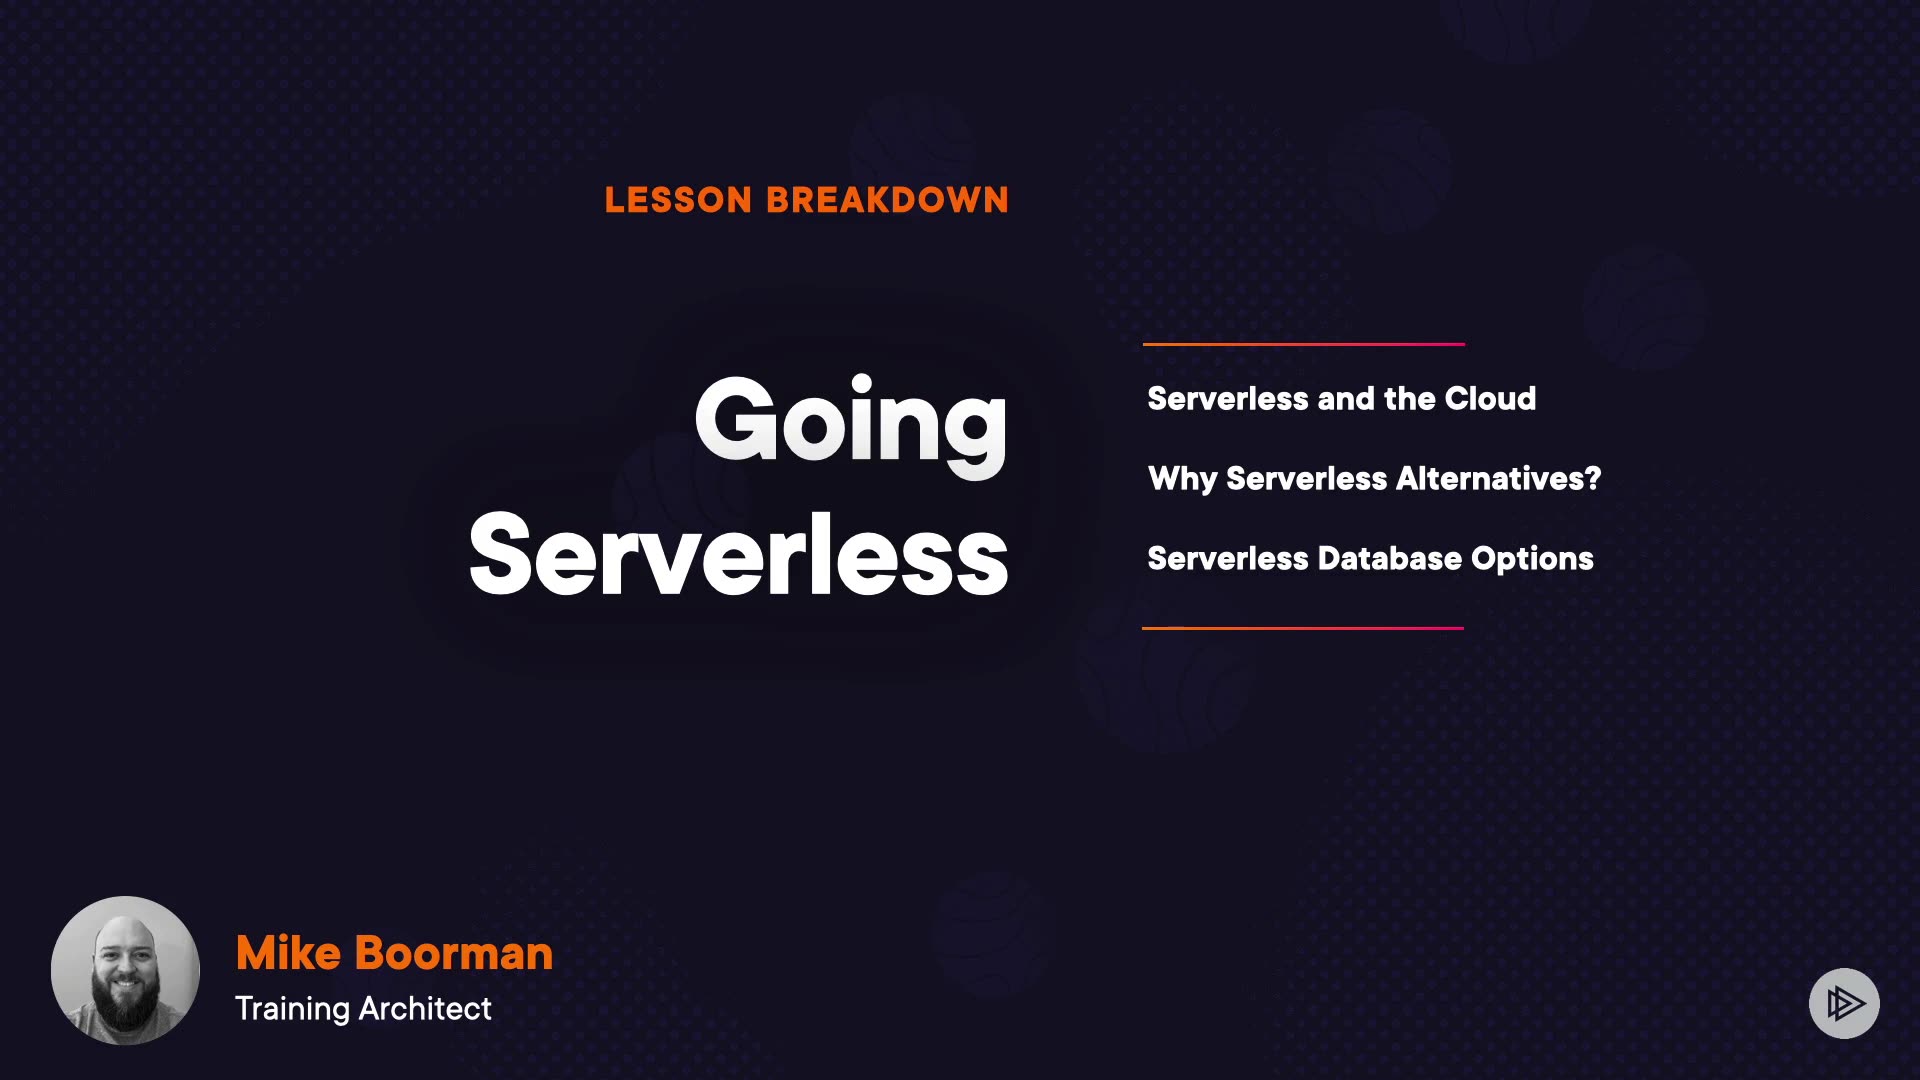 LESSON BREAKDOWN
Going
Serverless
Serverless and the Cloud
Why Serverless Alternatives?
Serverless Database Options
Mike Boorman
Training Architect